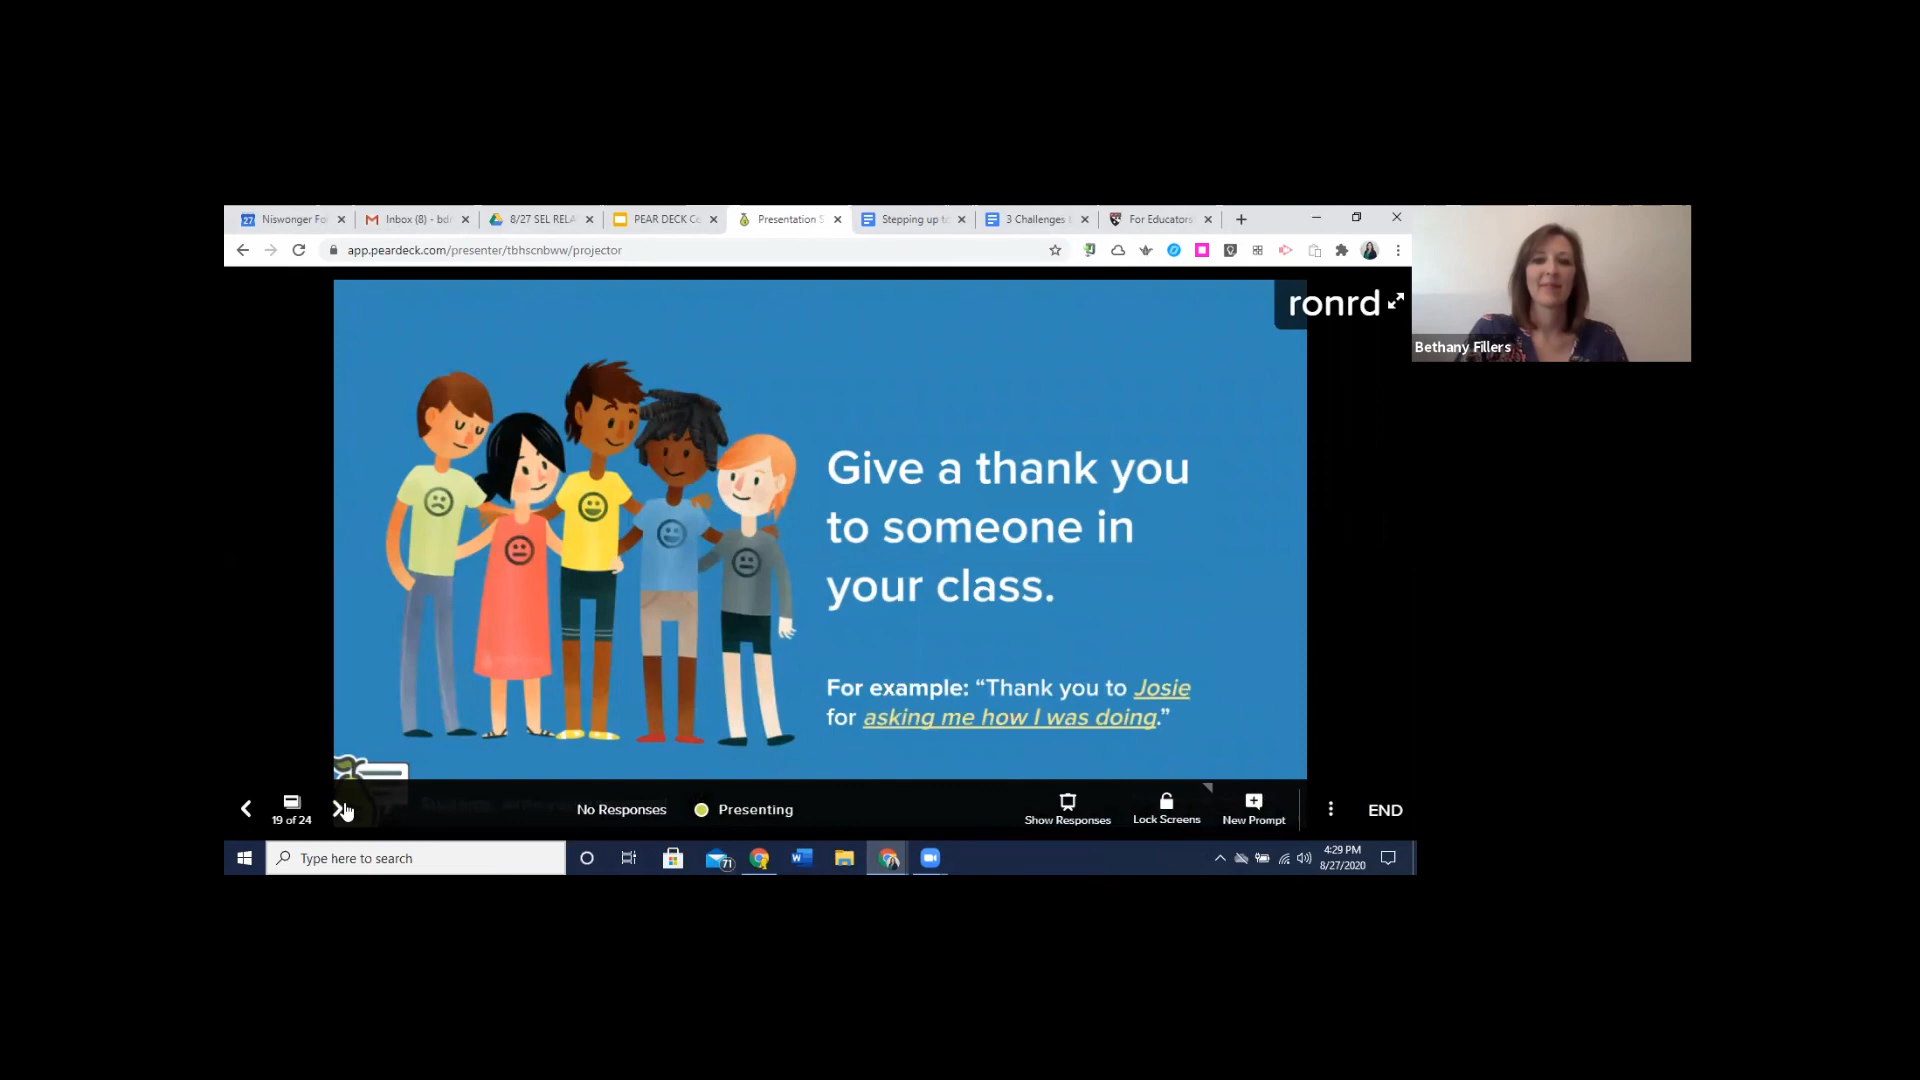 Niswonger Fo
Inbox (8) - bdr
8/27 SEL RELA
PEAR DECK Co
Presentation S
Stepping up to
3 Challenges
For Educators
app.peardeck.com/presenter/tbhscnbww/projector
ronrd
Bethany Fillers
Give a thank you
to someone in
your class.
For example: “Thank you to Josie
for asking me how I was doing.”
19 of 24
No Responses
Presenting
Show Responses
Lock Screens
New Prompt
END
Type here to search
71
4:29 PM
8/27/2020